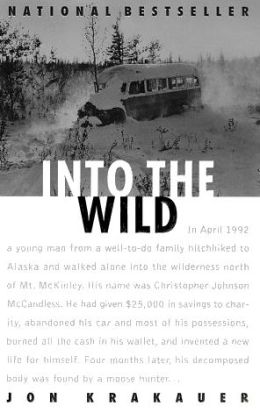 NATIONAL BESTSELLER
INTO THE
WILD
In April 1992
a young man from a well-to-do family hitchhiked to
Alaska and walked alone into the wilderness north
of Mt. McKinley. His name was Christopher Johnson
McCandless. He had given $25,000 in savings to char-
ity, abandoned his car and most of his possessions,
burned all the cash in his wallet, and invented a new
life for himself. Four months later, his decomposed
body was found by a moose hunter. . .
JON KRAKAUER